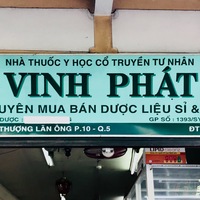 NHÀ THUỐC Y HỌC CỔ TRUYỀN TƯ NHÂN
VINH PHÁT
UYÊN MUA BÁN DƯỢC LIỆU SỈ &
DƯỢC
GP SỐ : 1393/SY
THƯỢNG LÃN ÔNG P.10 - Q.5
ĐT